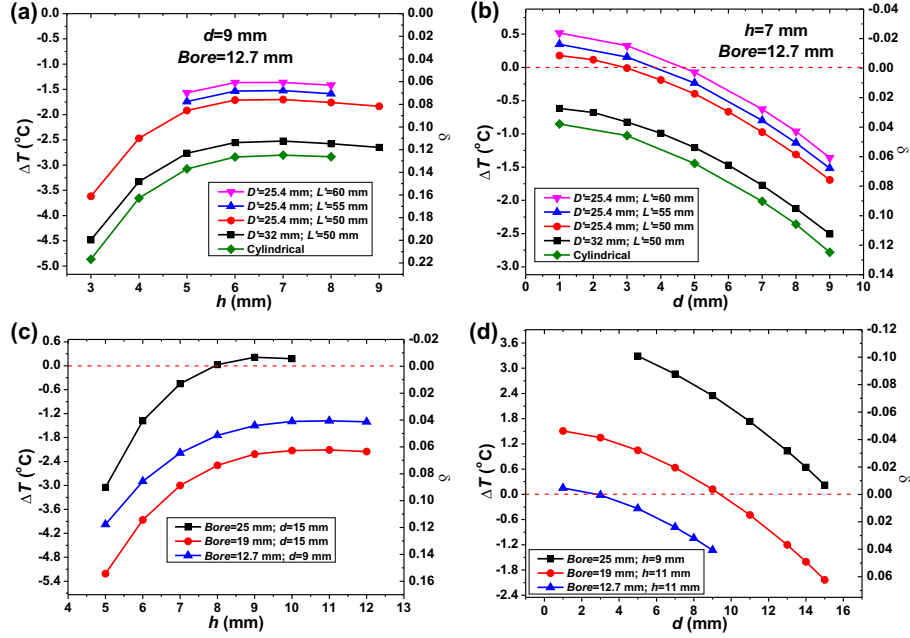 (a)
d=9 mm
Bore=12.7 mm
0.0
-0.5
-1.0
-1.5
-2.0
-2.5
-3.0
-3.5
-4.0
-4.5
-5.0
ΔT (°C)
0.00
0.02
0.04
0.06
0.08
0.10
0.12
0.14
0.16
0.18
0.20
0.22
δ
D'=25.4 mm; L'=60 mm
D'=25.4 mm; L'=55 mm
D'=25.4 mm; L'=50 mm
D'=32 mm; L'=50 mm
Cylindrical
3 4 5 6 7 8 9
h (mm)
(b)
h=7 mm
Bore=12.7 mm
0.5
0.0
-0.5
-1.0
-1.5
-2.0
-2.5
-3.0
ΔT (°C)
-0.04
-0.02
0.00
0.02
0.04
0.06
0.08
0.10
0.12
0.14
δ
D'=25.4 mm; L'=60 mm
D'=25.4 mm; L'=55 mm
D'=25.4 mm; L'=50 mm
D'=32 mm; L'=50 mm
Cylindrical
0 1 2 3 4 5 6 7 8 9 10
d (mm)
(c)
0.6
0.0
-0.6
-1.2
-1.8
-2.4
-3.0
-3.6
-4.2
-4.8
-5.4
ΔT (°C)
-0.02
0.00
0.02
0.04
0.06
0.08
0.10
0.12
0.14
0.16
δ
Bore=25 mm; d=15 mm
Bore=19 mm; d=15 mm
Bore=12.7 mm; d=9 mm
4 5 6 7 8 9 10 11 12 13
h (mm)
(d)
3.6
3.0
2.4
1.8
1.2
0.6
0.0
-0.6
-1.2
-1.8
-2.4
ΔT (°C)
-0.12
-0.10
-0.08
-0.06
-0.04
-0.02
0.00
0.02
0.04
0.06
δ
Bore=25 mm; h=9 mm
Bore=19 mm; h=11 mm
Bore=12.7 mm; h=11 mm
0 2 4 6 8 10 12 14 16
d (mm)